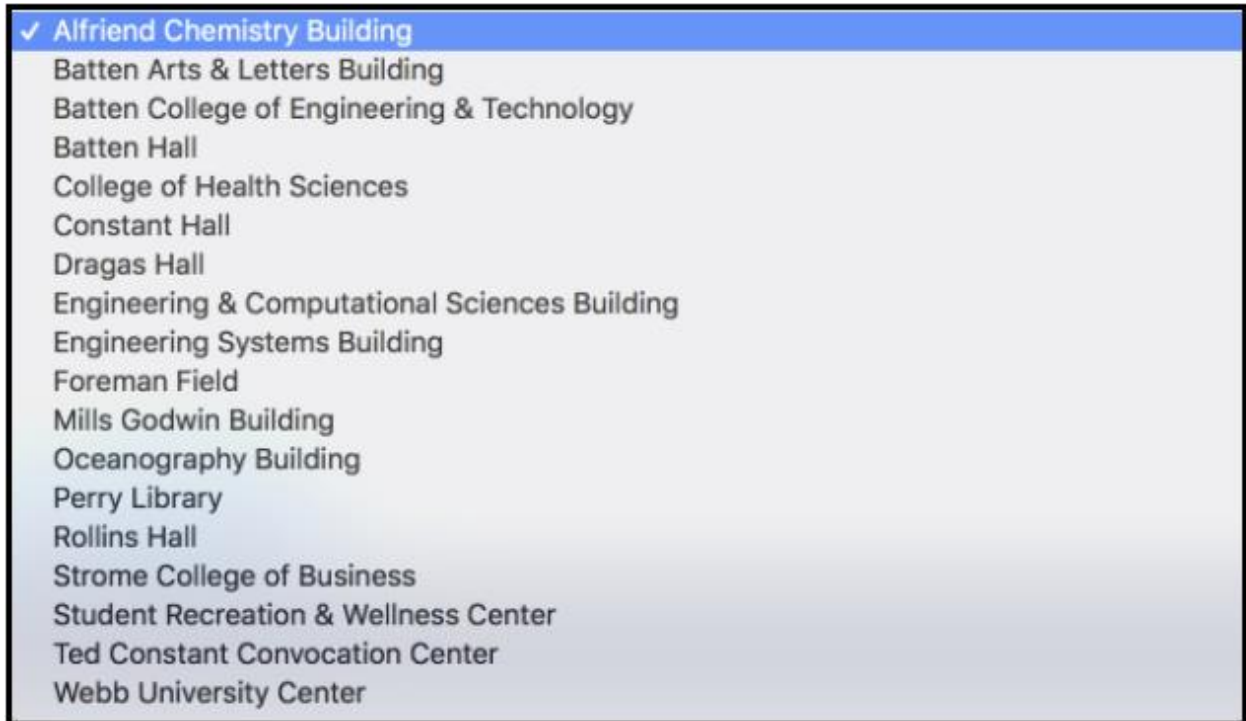 ✓ Alfriend Chemistry Building
Batten Arts & Letters Building
Batten College of Engineering & Technology
Batten Hall
College of Health Sciences
Constant Hall
Dragas Hall
Engineering & Computational Sciences Building
Engineering Systems Building
Foreman Field
Mills Godwin Building
Oceanography Building
Perry Library
Rollins Hall
Strome College of Business
Student Recreation & Wellness Center
Ted Constant Convocation Center
Webb University Center